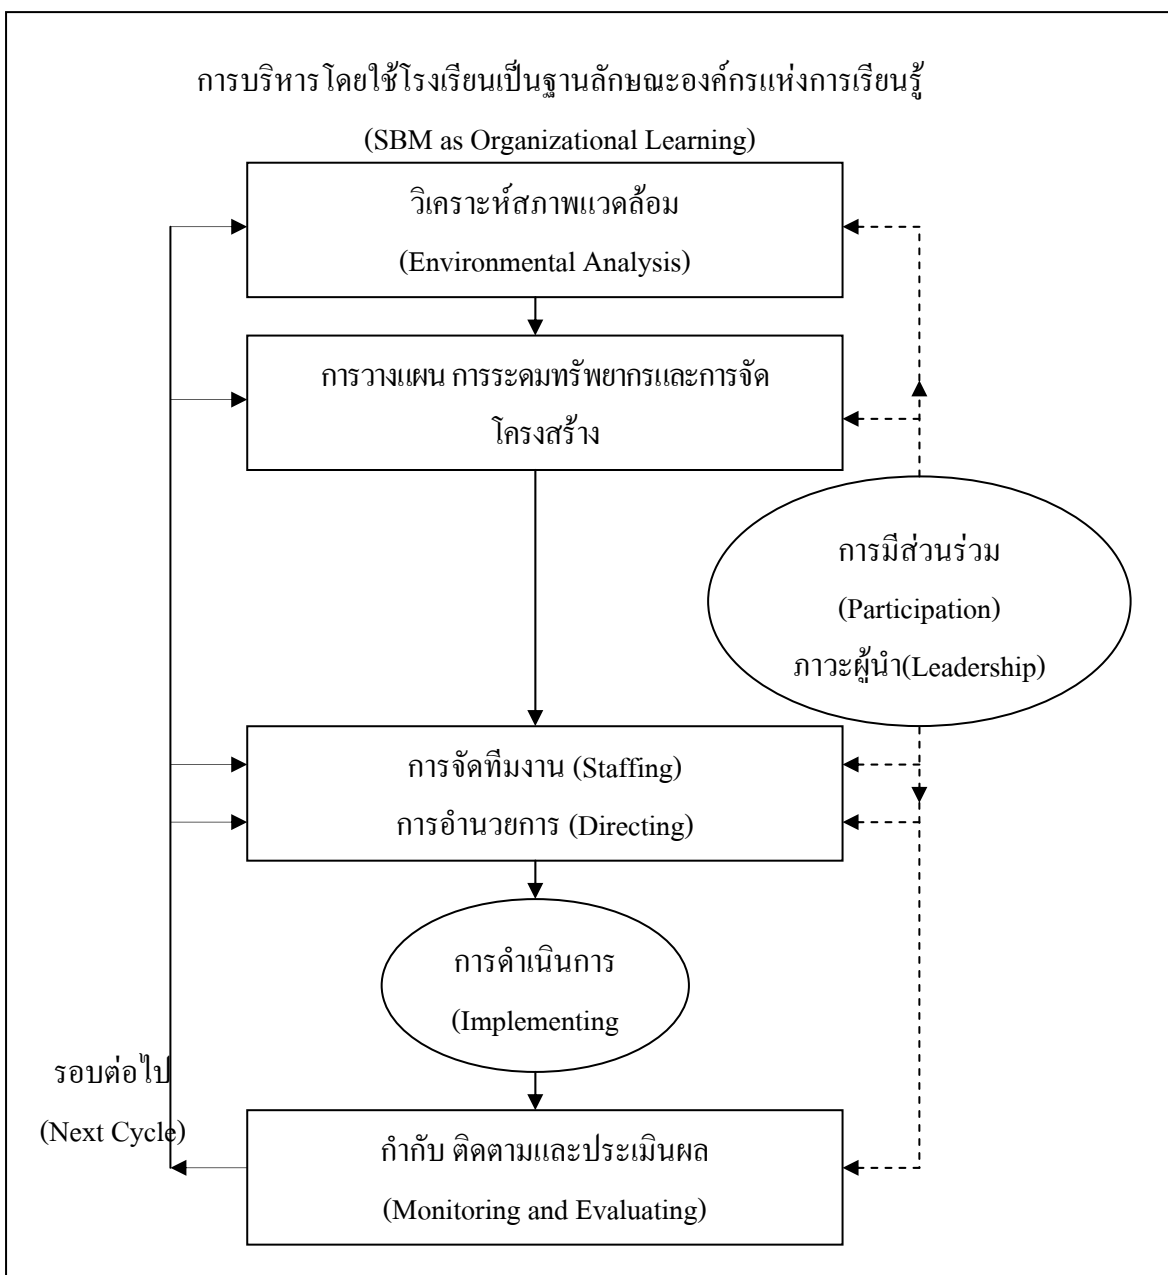 การบริหารโดยใช้โรงเรียนเป็นฐานลักษณะองค์กรแห่งการเรียนรู้
(SBM as Organizational Learning)
วิเคราะห์สภาพแวดล้อม
(Environmental Analysis)
การวางแผน การระดมทรัพยากรและการจัด
โครงสร้าง
การมีส่วนร่วม
(Participation)
ภาวะผู้นำ(Leadership)
การจัดทีมงาน (Staffing)
การอำนวยการ (Directing)
การดำเนินการ
(Implementing
รอบต่อไป
(Next Cycle)
กำกับ ติดตามและประเมินผล
(Monitoring and Evaluating)